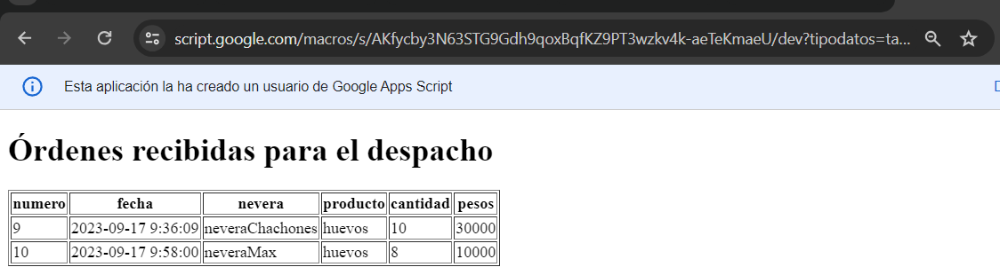 script.google.com/macros/s/AKfycby3N63STG9Gdh9qoxBqfKZ9PT3wzkv4k-aeTeKmaeU/dev?tipodatos=ta...
Esta aplicación la ha creado un usuario de Google Apps Script
Órdenes recibidas para el despacho
numero fecha nevera producto cantidad pesos
9 2023-09-17 9:36:09 neveraChachones huevos 10 30000
10 2023-09-17 9:58:00 neveraMax huevos 8 10000